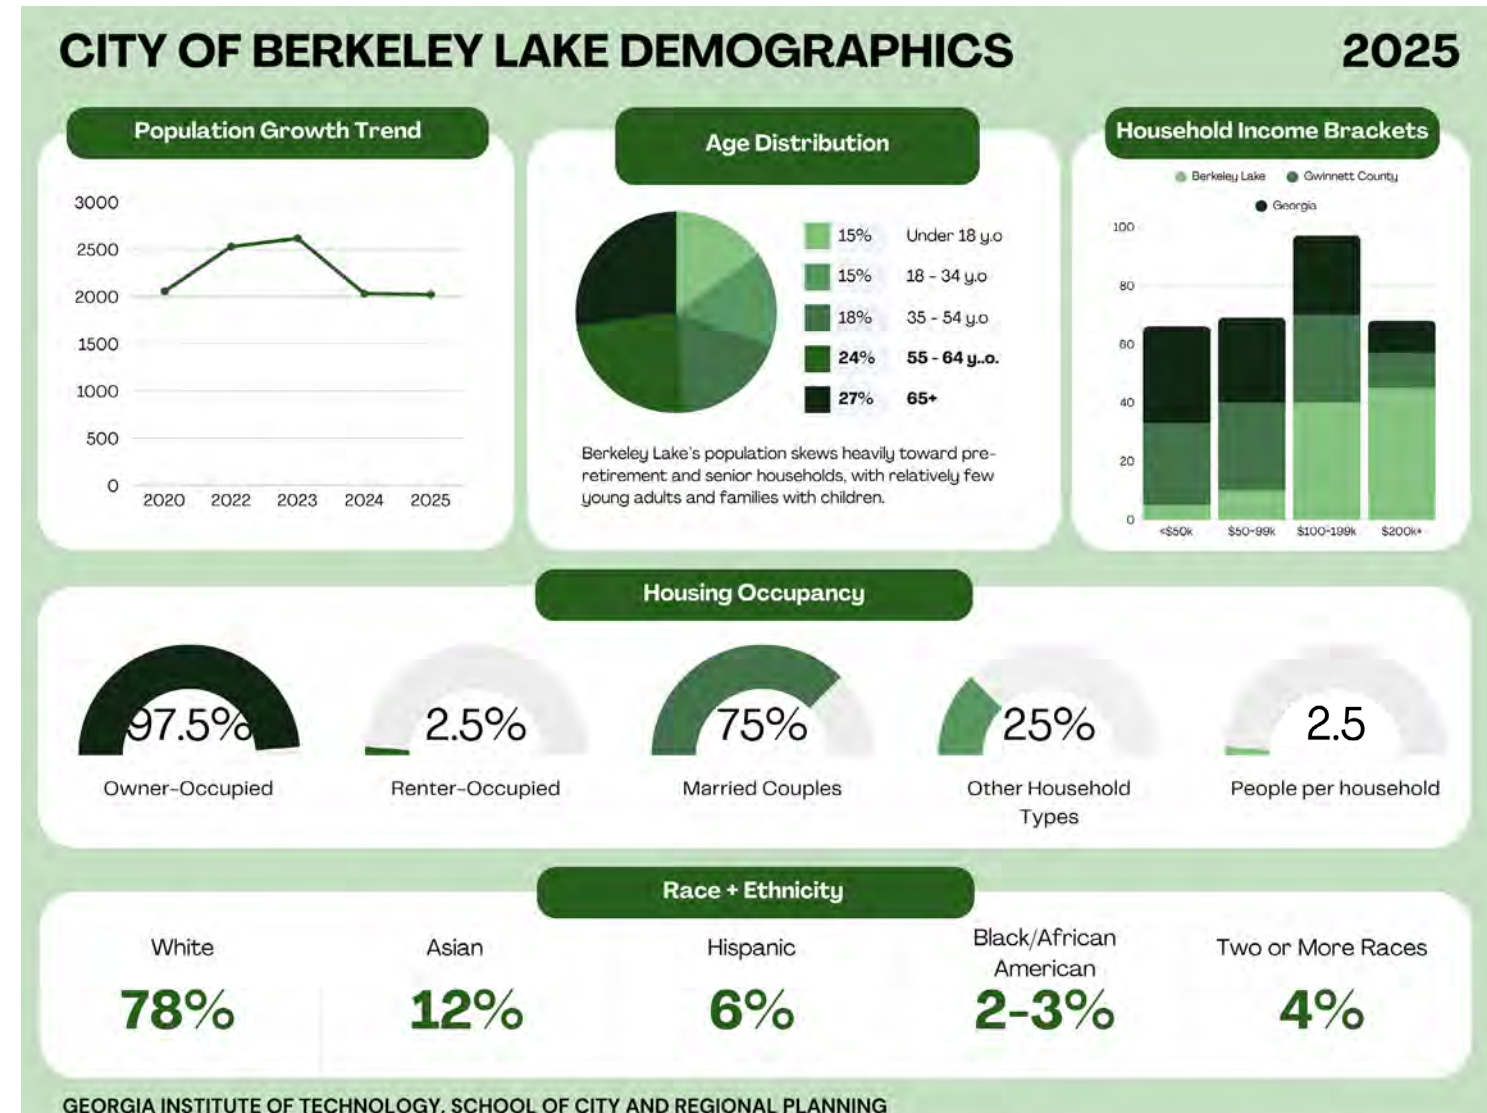 CITY OF BERKELEY LAKE DEMOGRAPHICS
2025
Population Growth Trend
3000
2500
2000
1500
1000
500
0
2020 2022 2023 2024 2025
Age Distribution
15% Under 18 y.o
15% 18 - 34 y.o
18% 35 - 54 y.o
24% 55 - 64 y..o.
27% 65+
Berkeley Lake's population skews heavily toward pre-
retirement and senior households, with relatively few
young adults and families with children.
Household Income Brackets
Berkeley Lake Gwinnett County
Georgia
100
80
60
40
20
0
<$50k $50-99k $100-199k $200k+
Housing Occupancy
97.5%
Owner-Occupied
2.5%
Renter-Occupied
75%
Married Couples
25%
Other Household
Types
2.5
People per household
Race + Ethnicity
White
78%
Asian
12%
Hispanic
6%
Black/African
American
2-3%
Two or More Races
4%
GEORGIA INSTITUTE OF TECHNOLOGY, SCHOOL OF CITY AND REGIONAL PLANNING